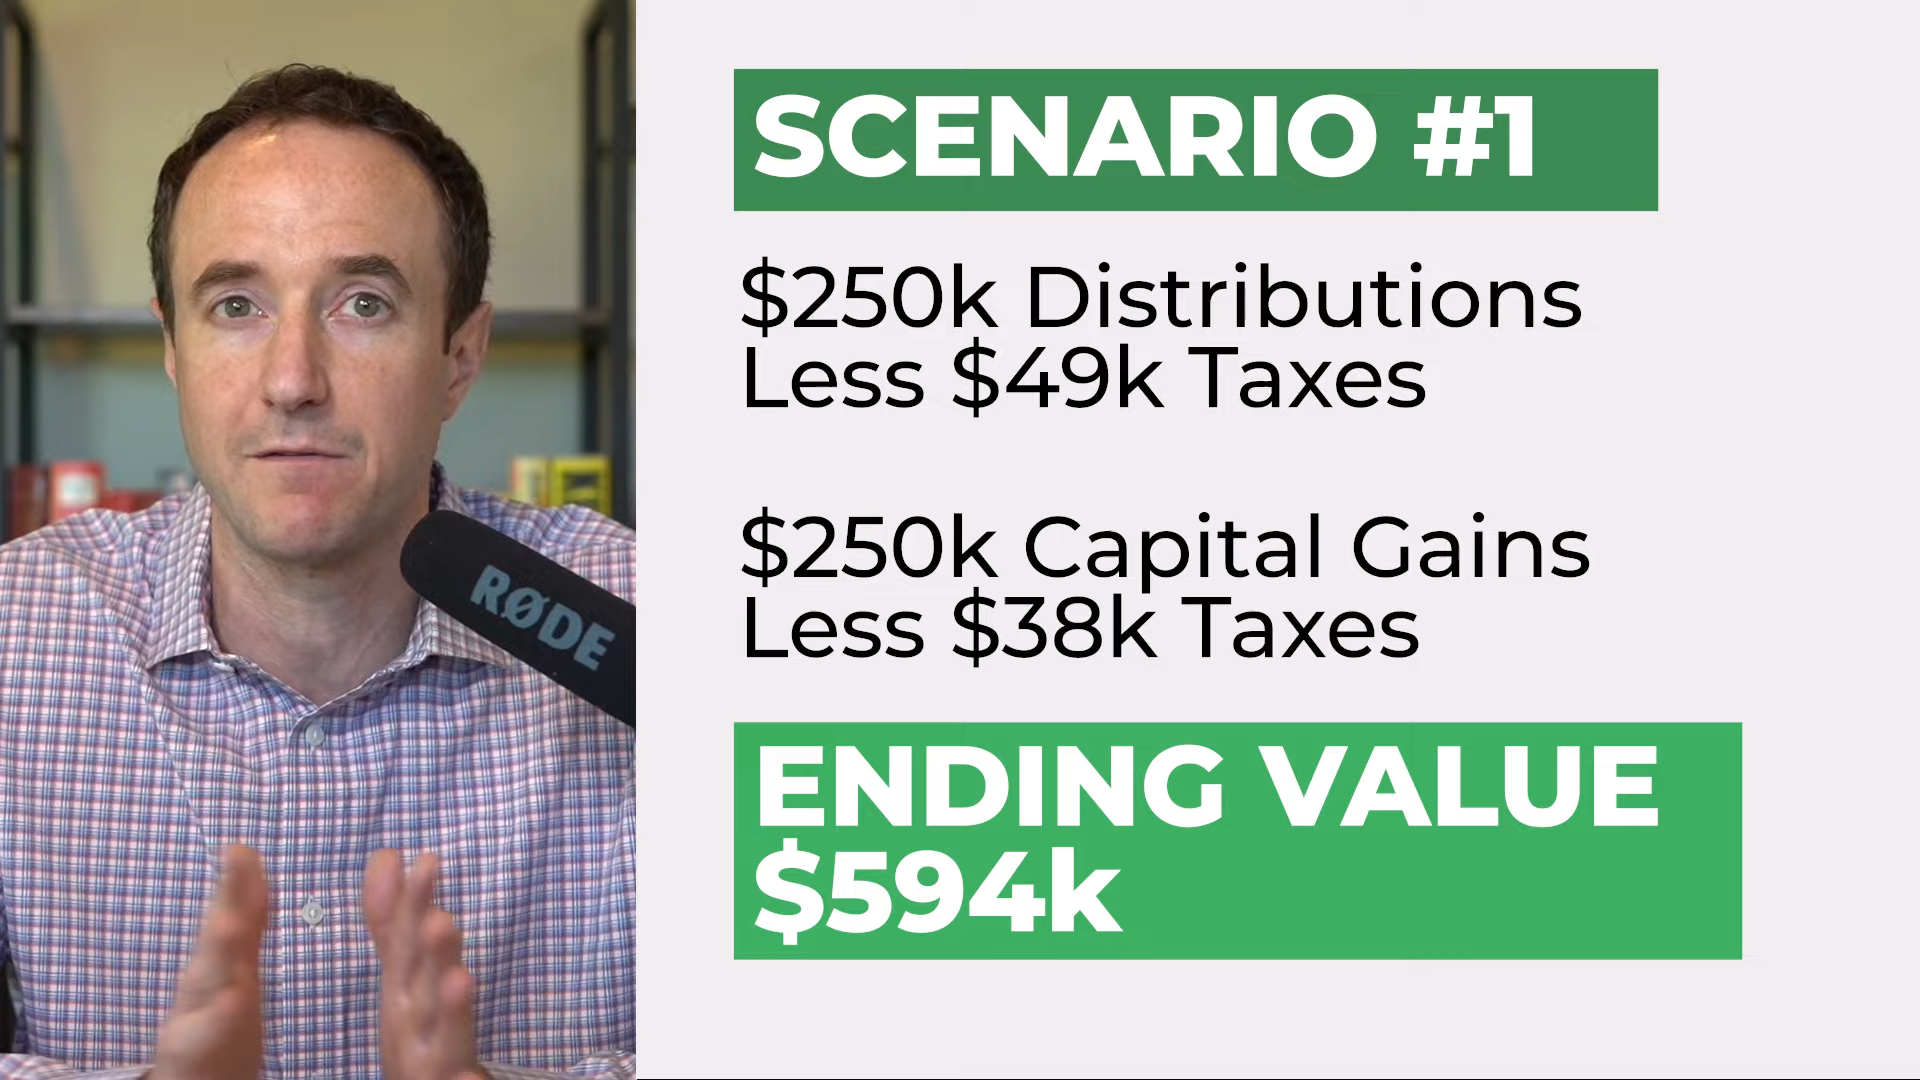 SCENARIO #1
$250k Distributions
Less $49k Taxes
$250k Capital Gains
Less $38k Taxes
ENDING VALUE
$594k
RØDE